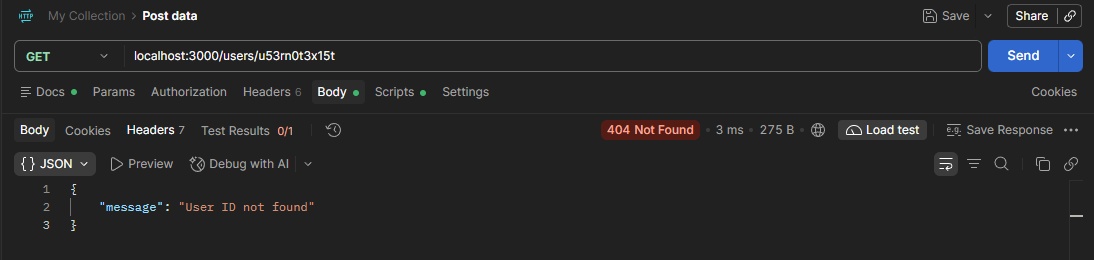 HTTP My Collection > Post data Save Share
GET localhost:3000/users/u53rn0t3x15t Send
Docs Params Authorization Headers 6 Body Scripts Settings Cookies
Body Cookies Headers 7 Test Results 0/1 404 Not Found • 3 ms • 275 B • Load test e.g. Save Response
{} JSON Preview Debug with AI
1 {
2 "message": "User ID not found"
3 }